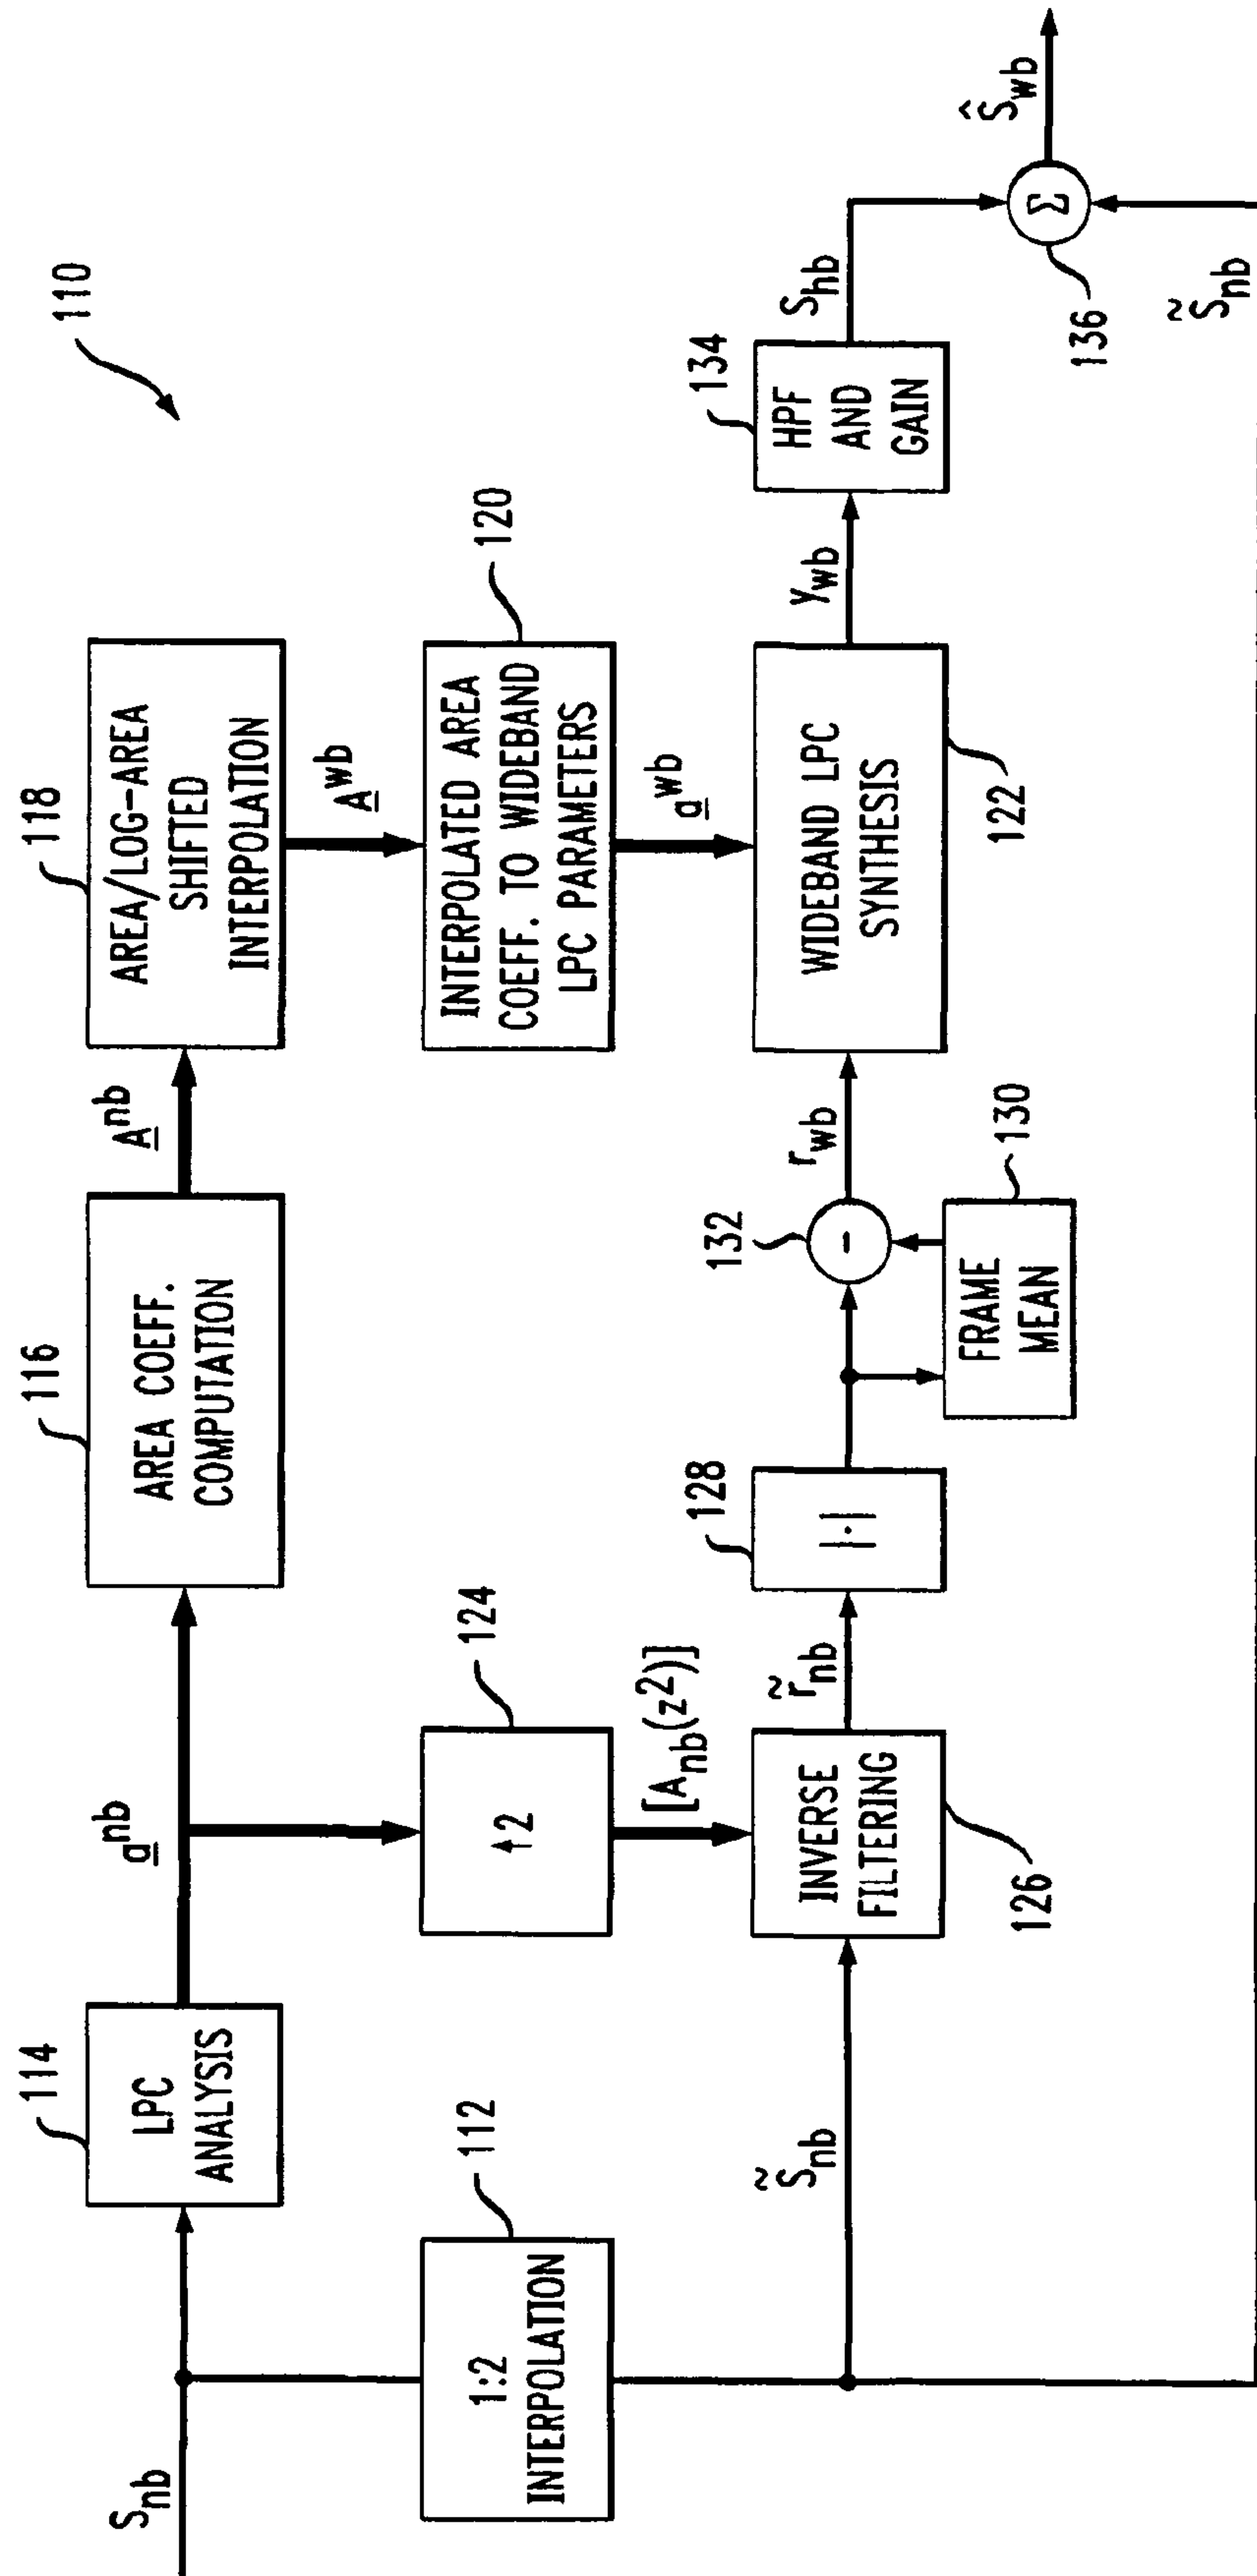 110
S_nb
114
LPC
ANALYSIS
a^nb
116
AREA COEFF.
COMPUTATION
A^nb
118
AREA/LOG-AREA
SHIFTED
INTERPOLATION
A^wb
112
1:2
INTERPOLATION
124
↑2
[A_nb(z²)]
120
INTERPOLATED AREA
COEFF. TO WIDEBAND
LPC PARAMETERS
a^wb
S̃_nb
INVERSE
FILTERING
126
r̃_nb
128
|·|
132
-
FRAME
MEAN
130
r_wb
WIDEBAND LPC
SYNTHESIS
122
y_wb
134
HPF
AND
GAIN
S_hb
Σ
136
Ŝ_wb
S̃_nb